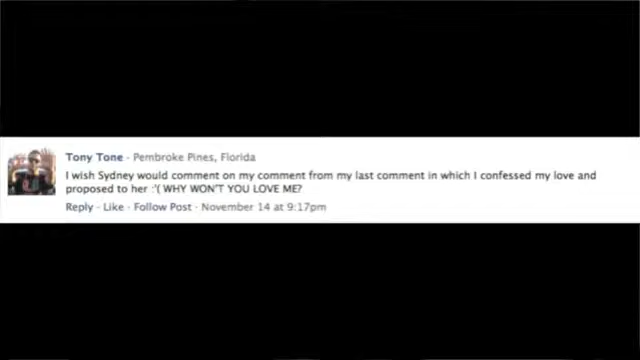 Tony Tone · Pembroke Pines, Florida
I wish Sydney would comment on my comment from my last comment in which I confessed my love and
proposed to her :'( WHY WON'T YOU LOVE ME?
Reply · Like · Follow Post · November 14 at 9:17pm